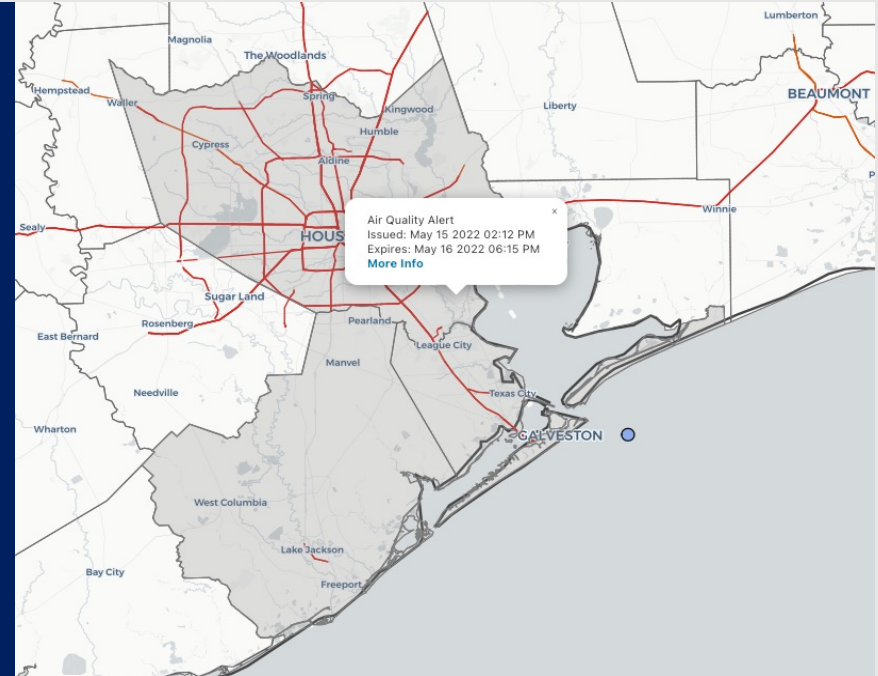 Lumberton
Magnolia
The Woodlands
Hempstead
BEAUMONT
Spring
Waller
Kingwood
Liberty
Humble
Cypress
Aldine
Winnie
Air Quality Alert
×
Issued: May 15 2022 02:12 PM
Expires: May 16 2022 06:15 PM
More Info
Sealy
HOUS
Sugar Land
Rosenberg
Pearland
East Bernard
League City
Manvel
Needville
Texas City
Wharton
GALVESTON
West Columbia
Lake Jackson
Bay City
Freeport
P